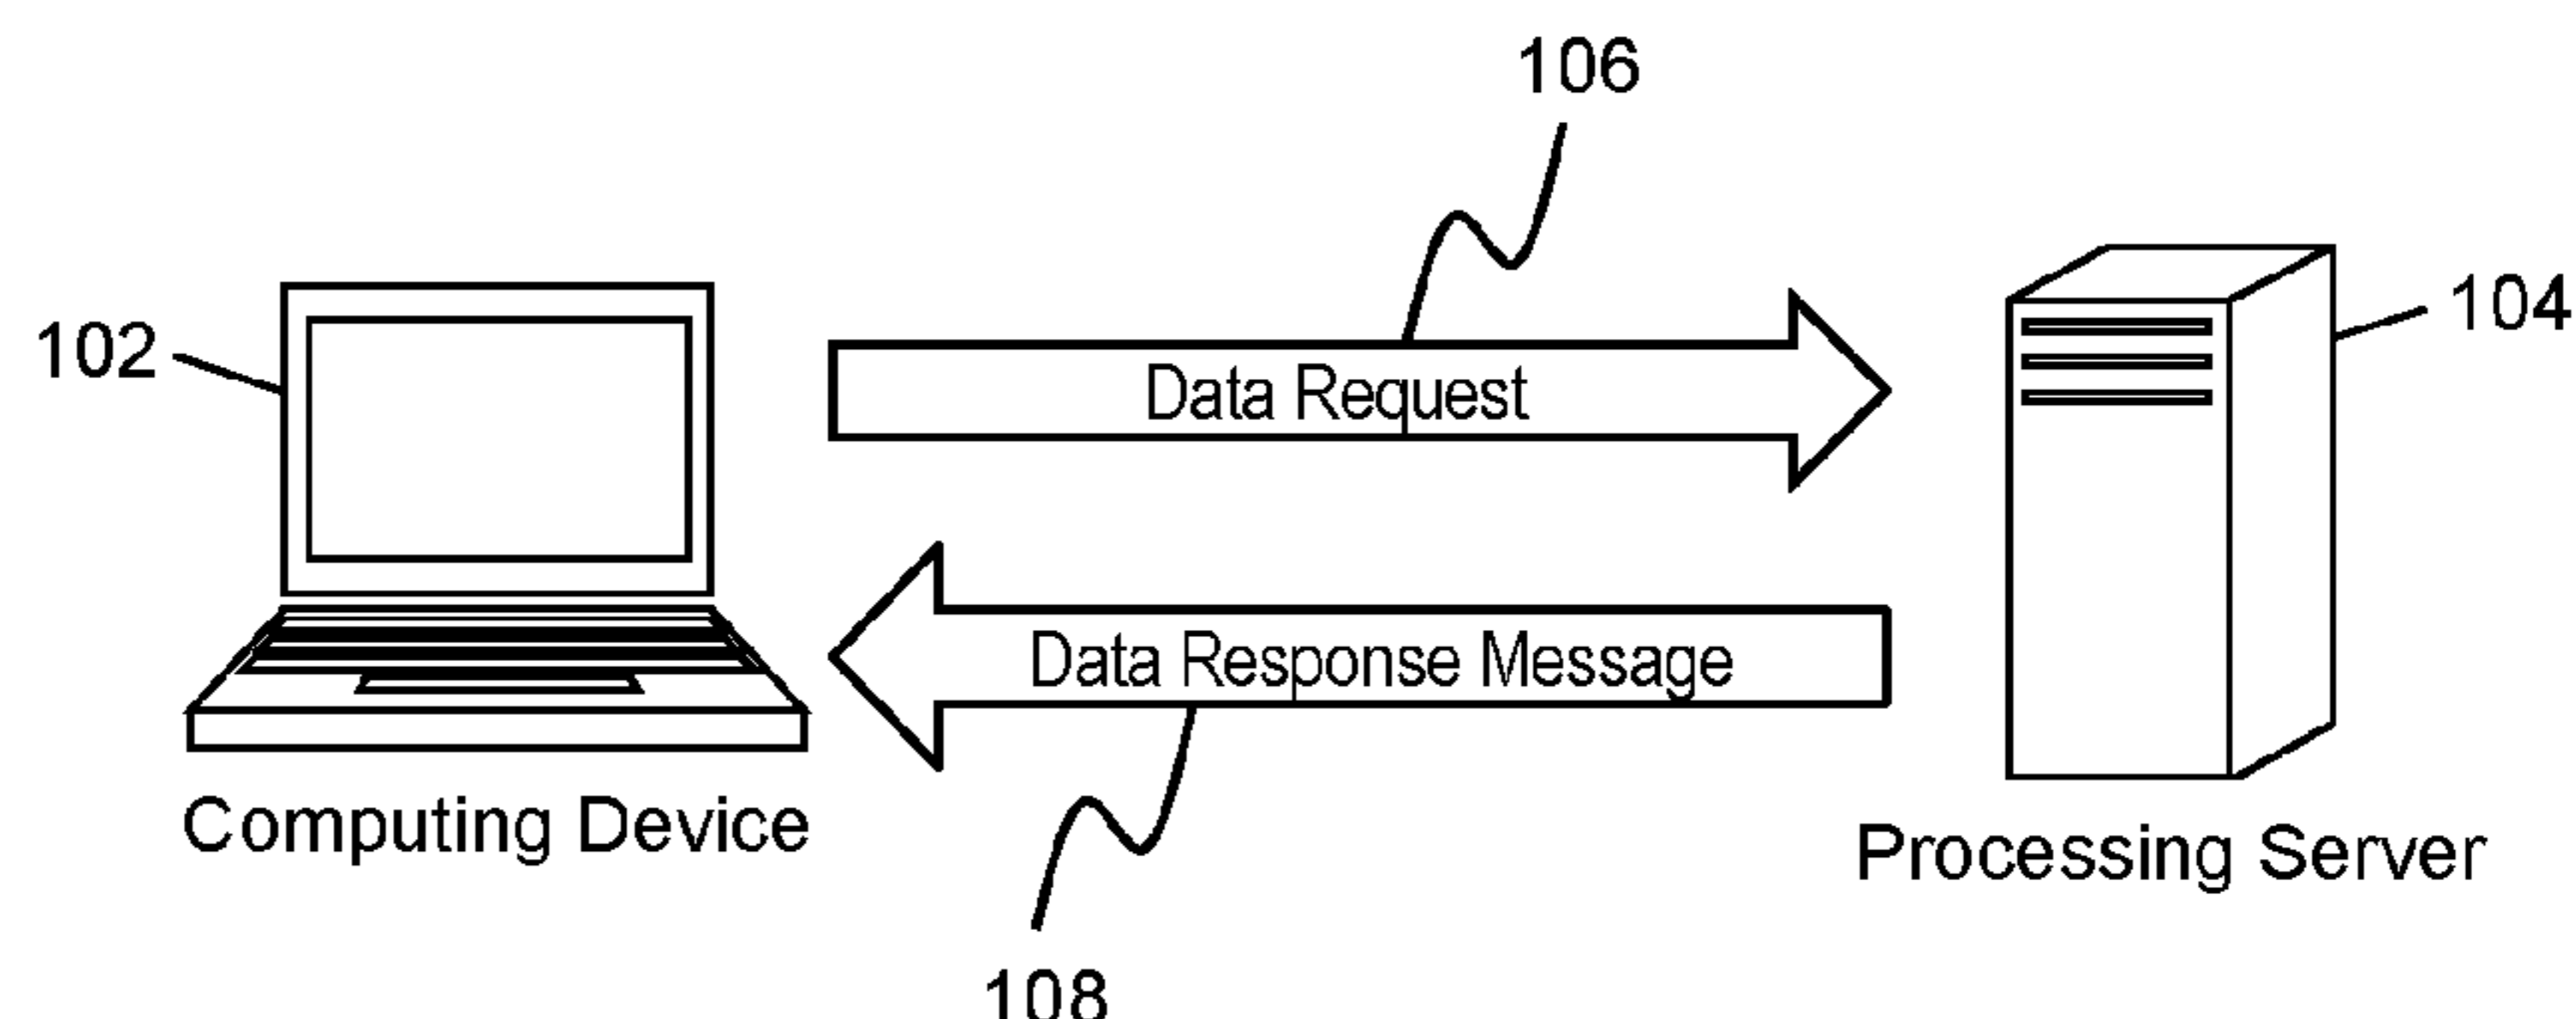 106
102
104
Data Request
Data Response Message
Computing Device
Processing Server
108